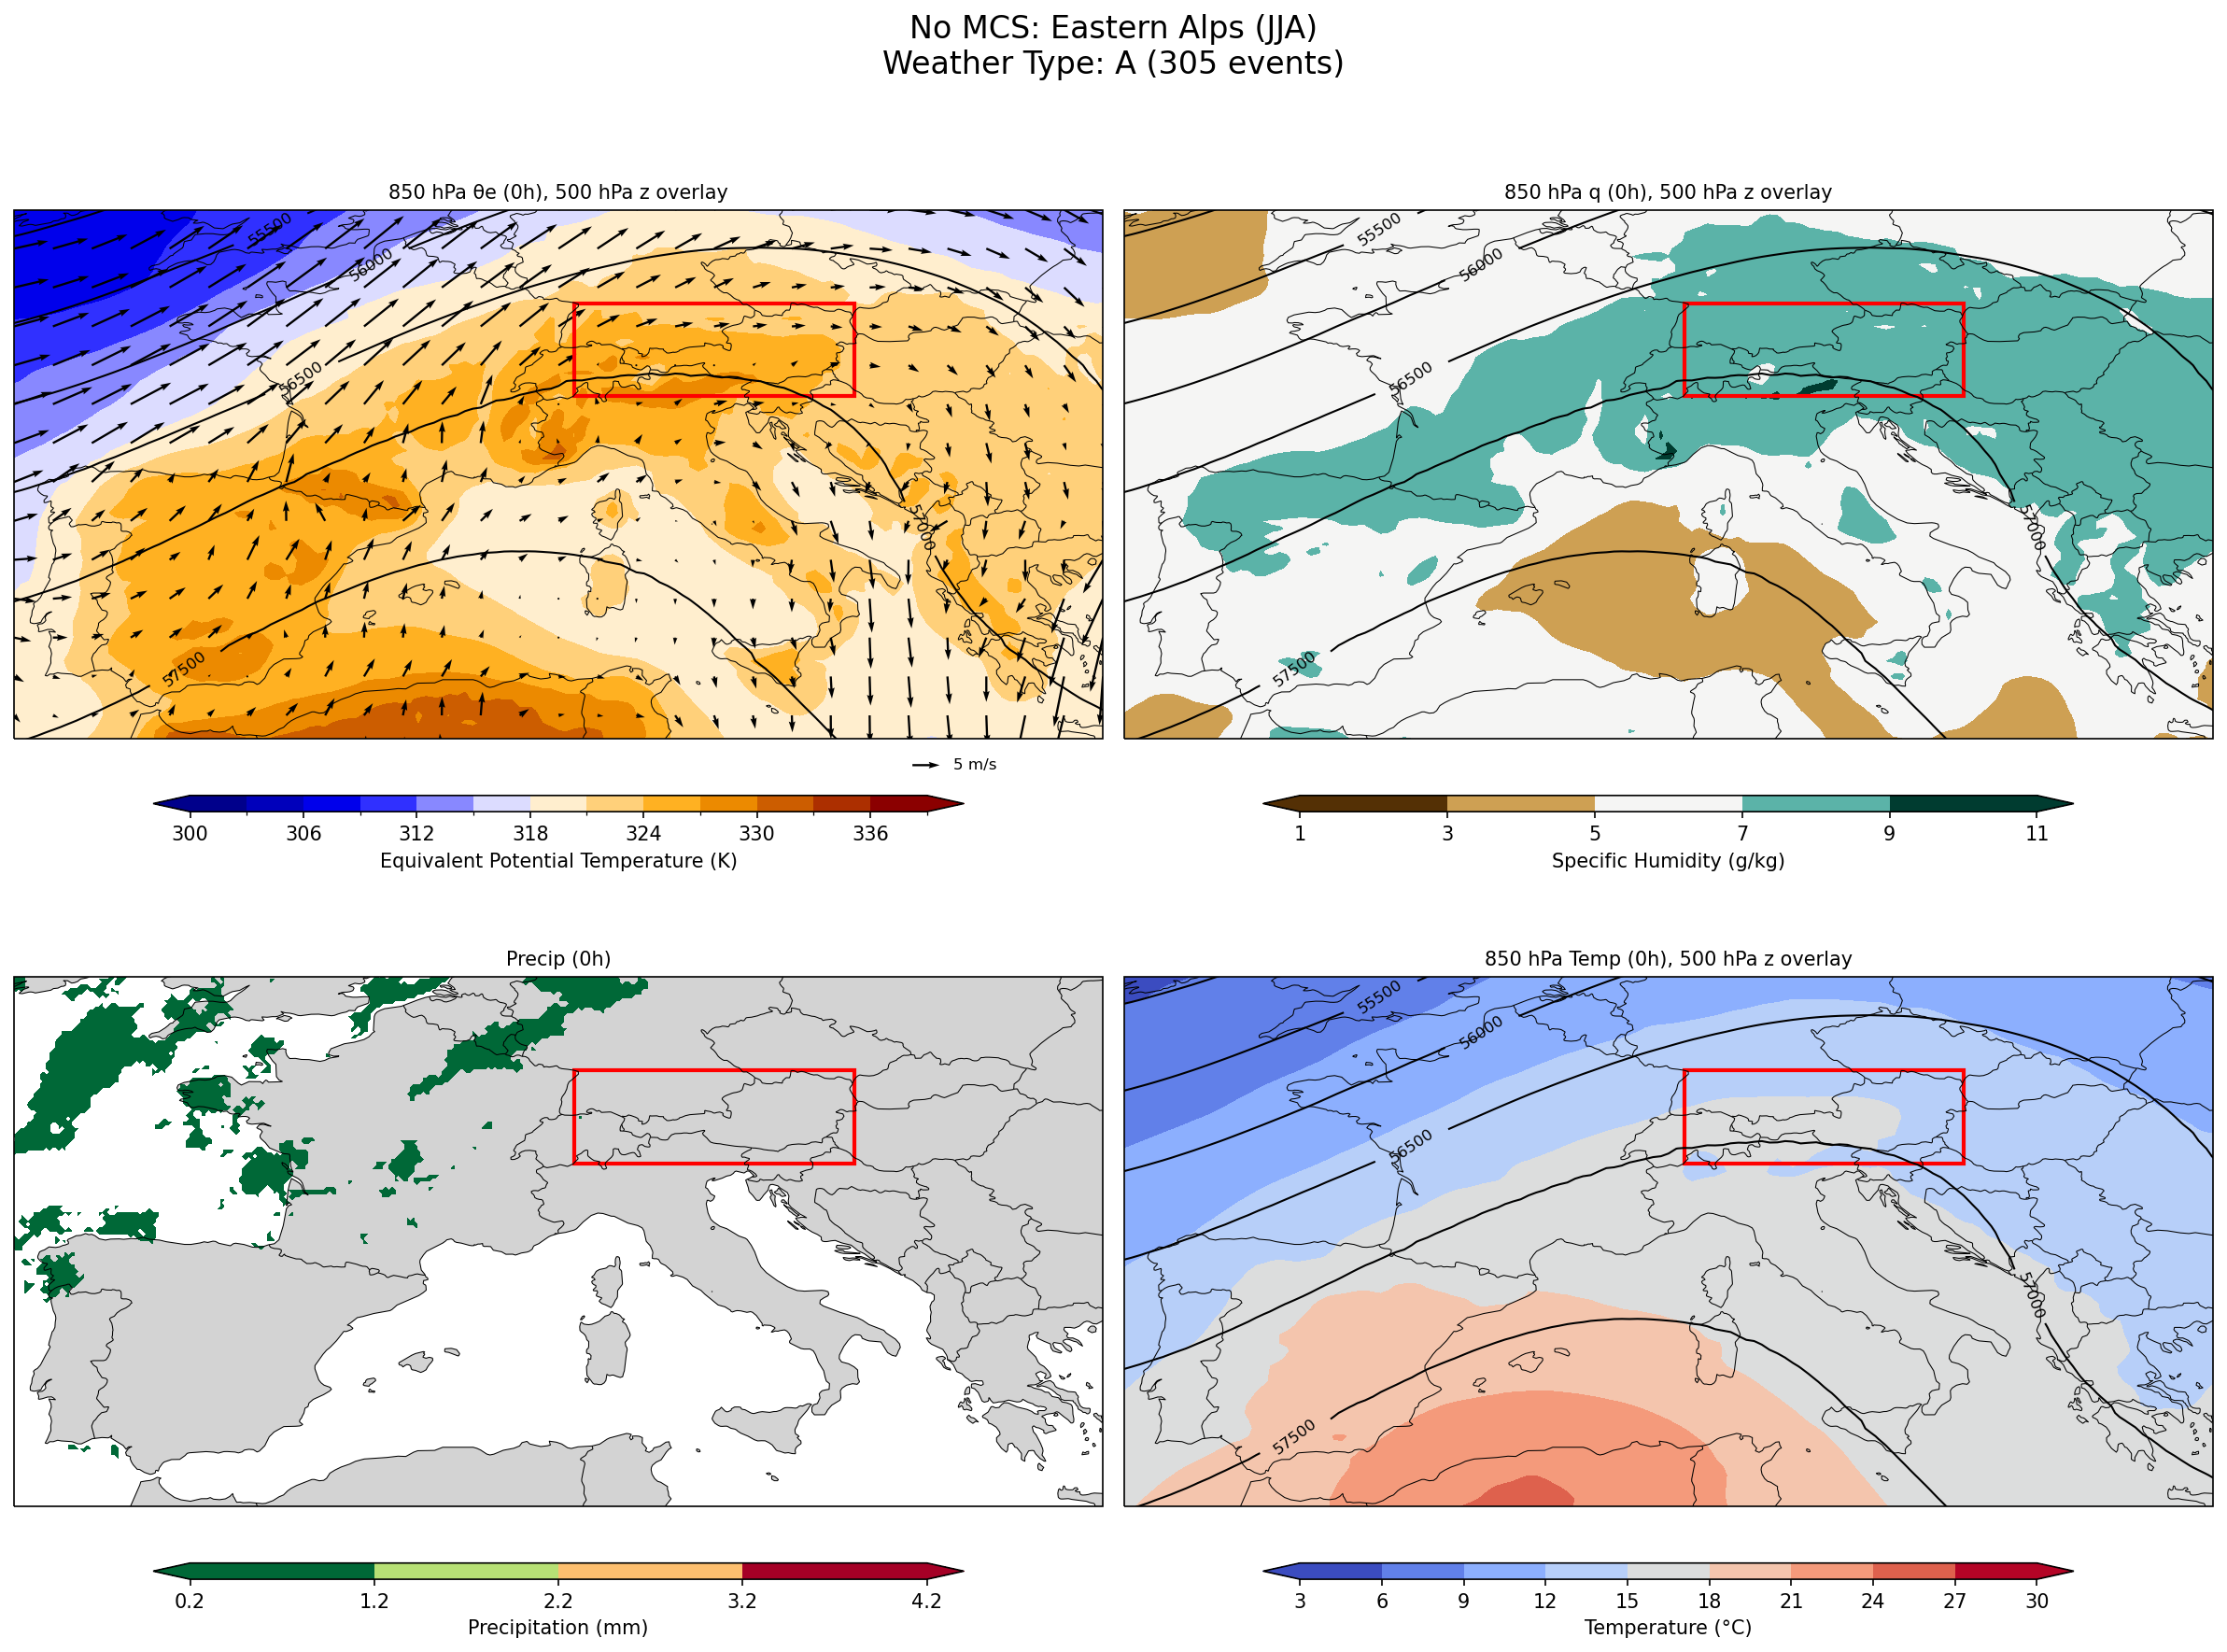 No MCS: Eastern Alps (JJA)
Weather Type: A (305 events)
850 hPa θe (0h), 500 hPa z overlay
55500
56000
56500
57000
57500
5 m/s
300 306 312 318 324 330 336
Equivalent Potential Temperature (K)
850 hPa q (0h), 500 hPa z overlay
55500
56000
56500
57000
57500
1 3 5 7 9 11
Specific Humidity (g/kg)
Precip (0h)
0.2 1.2 2.2 3.2 4.2
Precipitation (mm)
850 hPa Temp (0h), 500 hPa z overlay
55500
56000
56500
57000
57500
3 6 9 12 15 18 21 24 27 30
Temperature (°C)